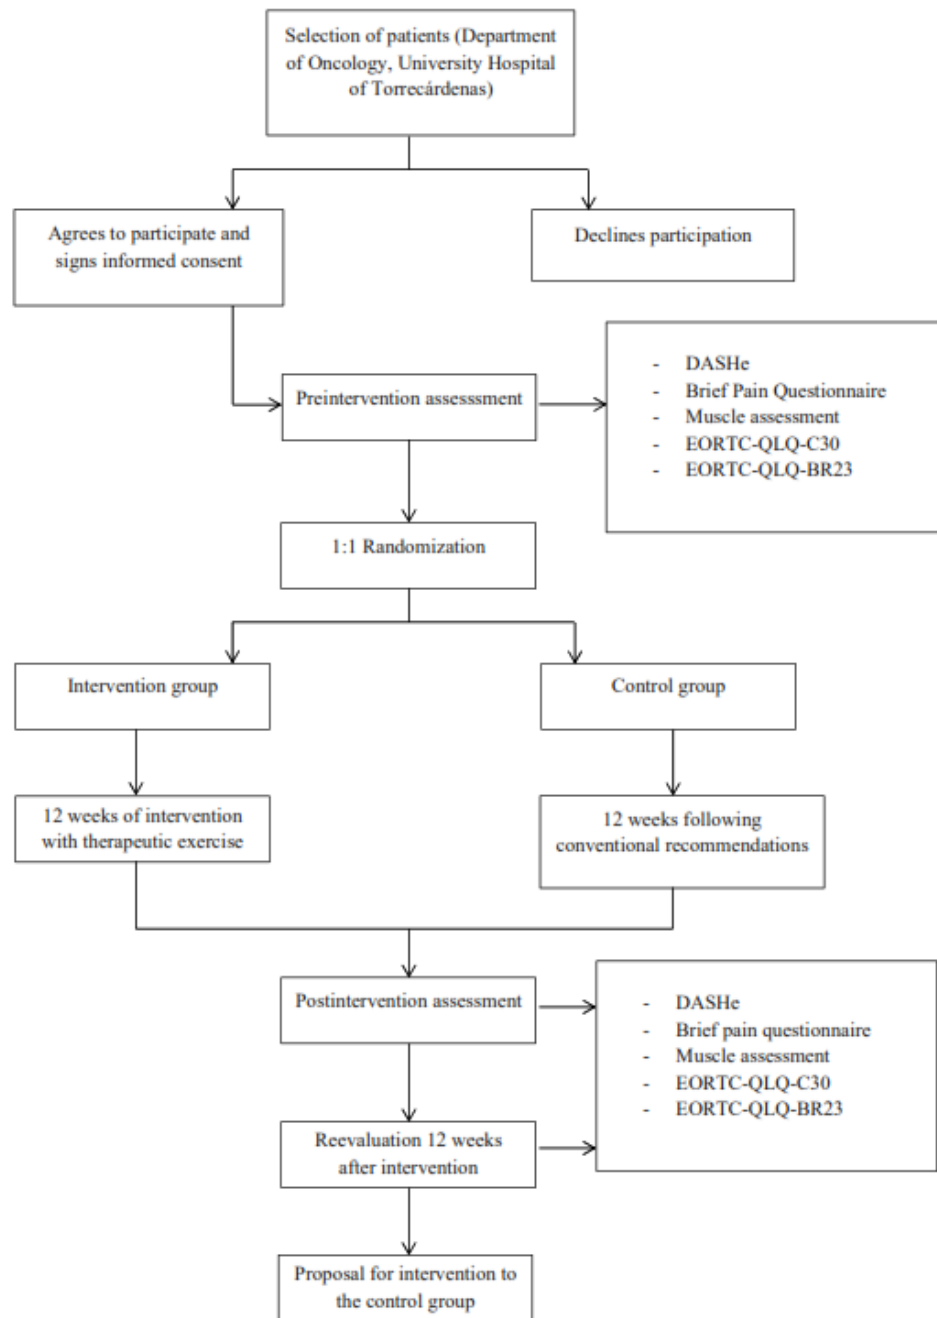 Selection of patients (Department
of Oncology, University Hospital
of Torrecárdenas)
Agrees to participate and
signs informed consent
Declines participation
Preintervention assesssment
- DASHe
- Brief Pain Questionnaire
- Muscle assessment
- EORTC-QLQ-C30
- EORTC-QLQ-BR23
1:1 Randomization
Intervention group
Control group
12 weeks of intervention
with therapeutic exercise
12 weeks following
conventional recommendations
Postintervention assessment
- DASHe
- Brief pain questionnaire
- Muscle assessment
- EORTC-QLQ-C30
- EORTC-QLQ-BR23
Reevaluation 12 weeks
after intervention
Proposal for intervention to
the control group